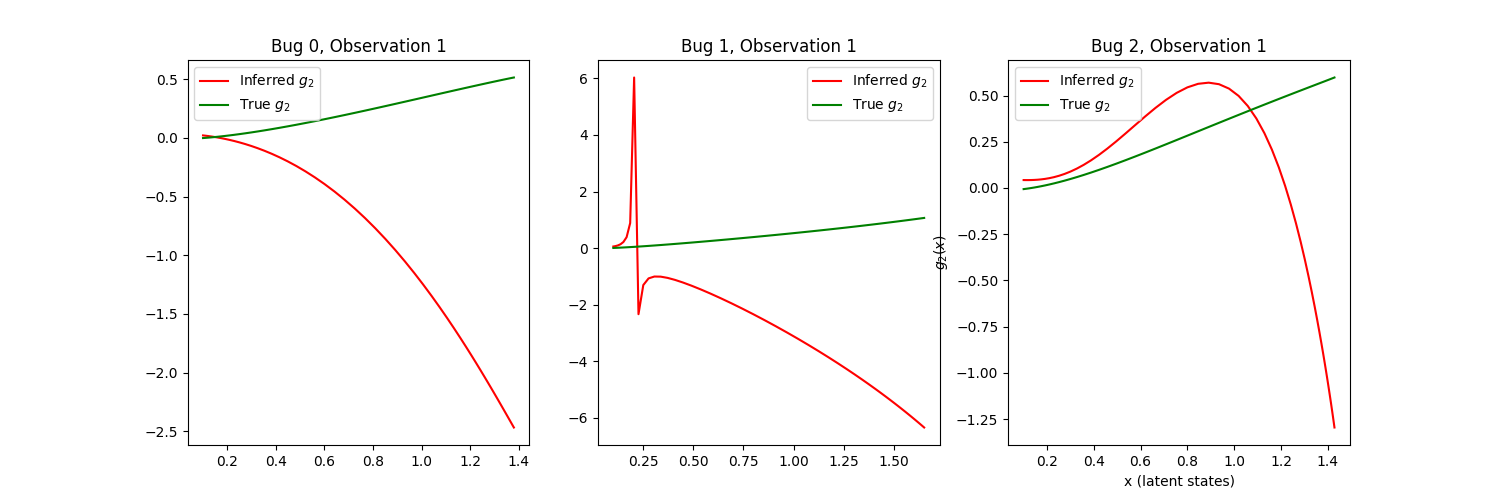 Bug 0, Observation 1
Inferred g₂
True g₂
0.5
0.0
−0.5
−1.0
−1.5
−2.0
−2.5
0.2 0.4 0.6 0.8 1.0 1.2 1.4
Bug 1, Observation 1
Inferred g₂
True g₂
6
4
2
0
−2
−4
−6
0.25 0.50 0.75 1.00 1.25 1.50
Bug 2, Observation 1
Inferred g₂
True g₂
g₂(x)
0.50
0.25
0.00
−0.25
−0.50
−0.75
−1.00
−1.25
0.2 0.4 0.6 0.8 1.0 1.2 1.4
x (latent states)